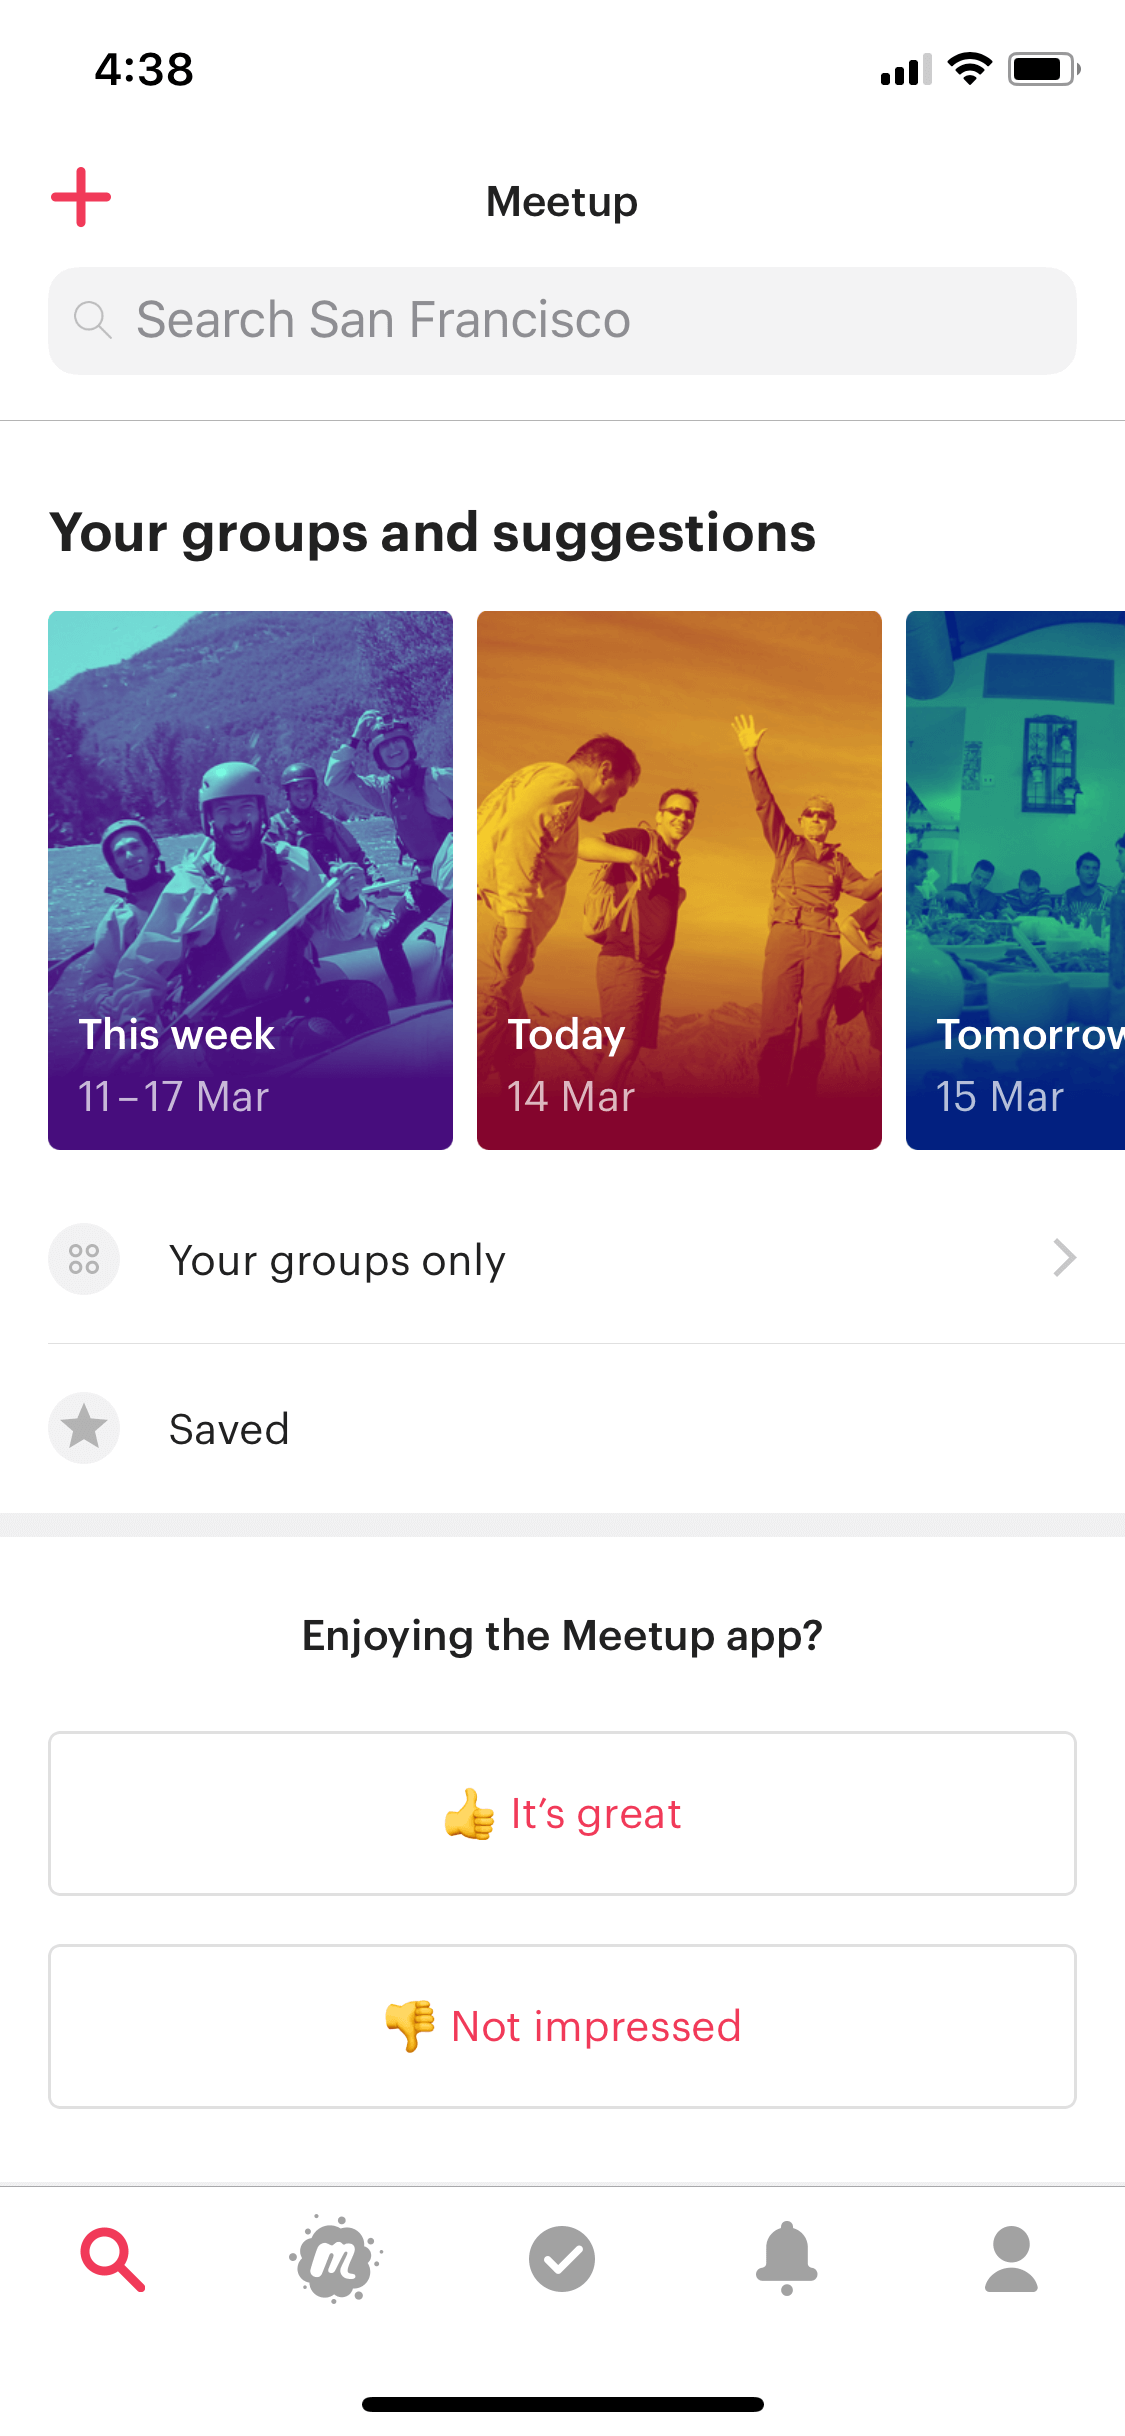 4:38
Meetup
Search San Francisco
Your groups and suggestions
This week
11–17 Mar
Today
14 Mar
Tomorrow
15 Mar
Your groups only
Saved
Enjoying the Meetup app?
👍 It’s great
👎 Not impressed
m